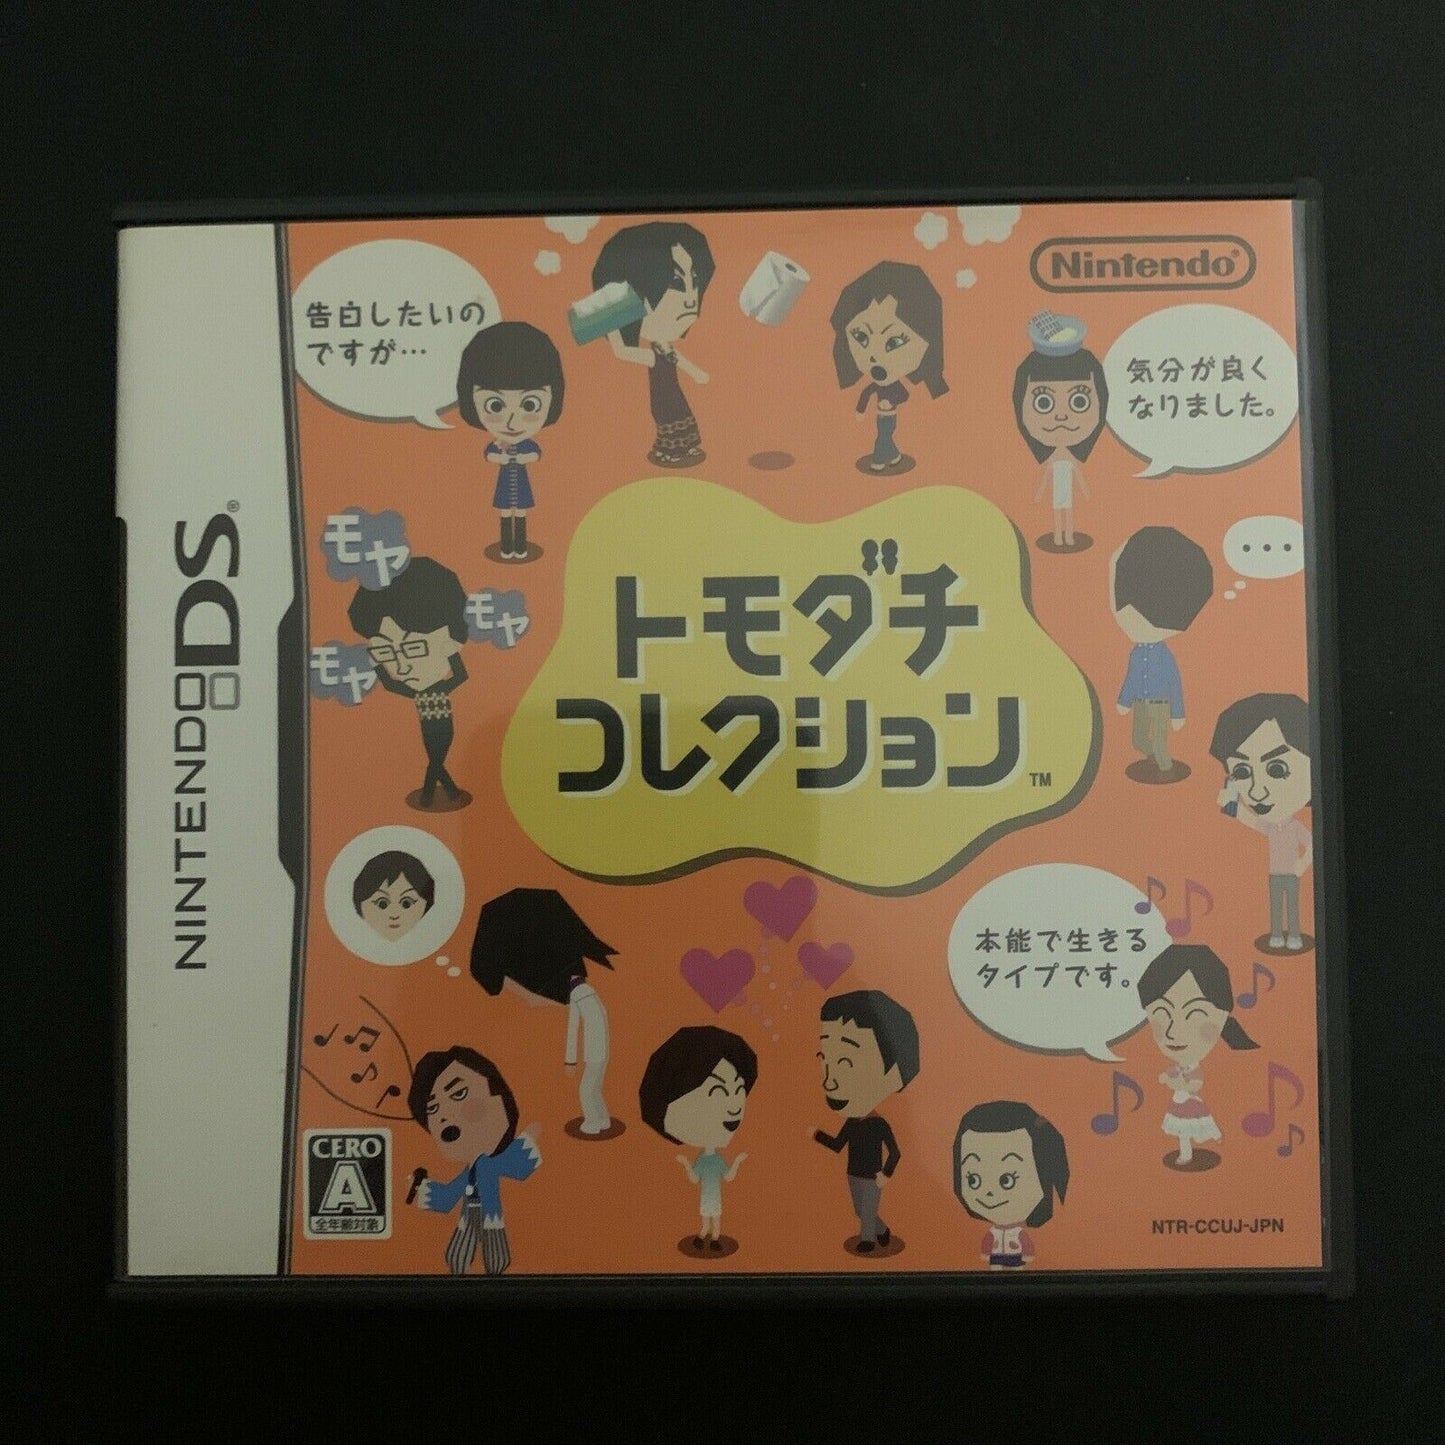 Nintendo®
告白したいの
ですが…
気分が良く
なりました。
トモダチ
コレクション™
モヤ
モヤ
モヤ
...
本能で生きる
タイプです。
NINTENDO DS®
CERO
A
全年齢対象
NTR-CCUJ-JPN